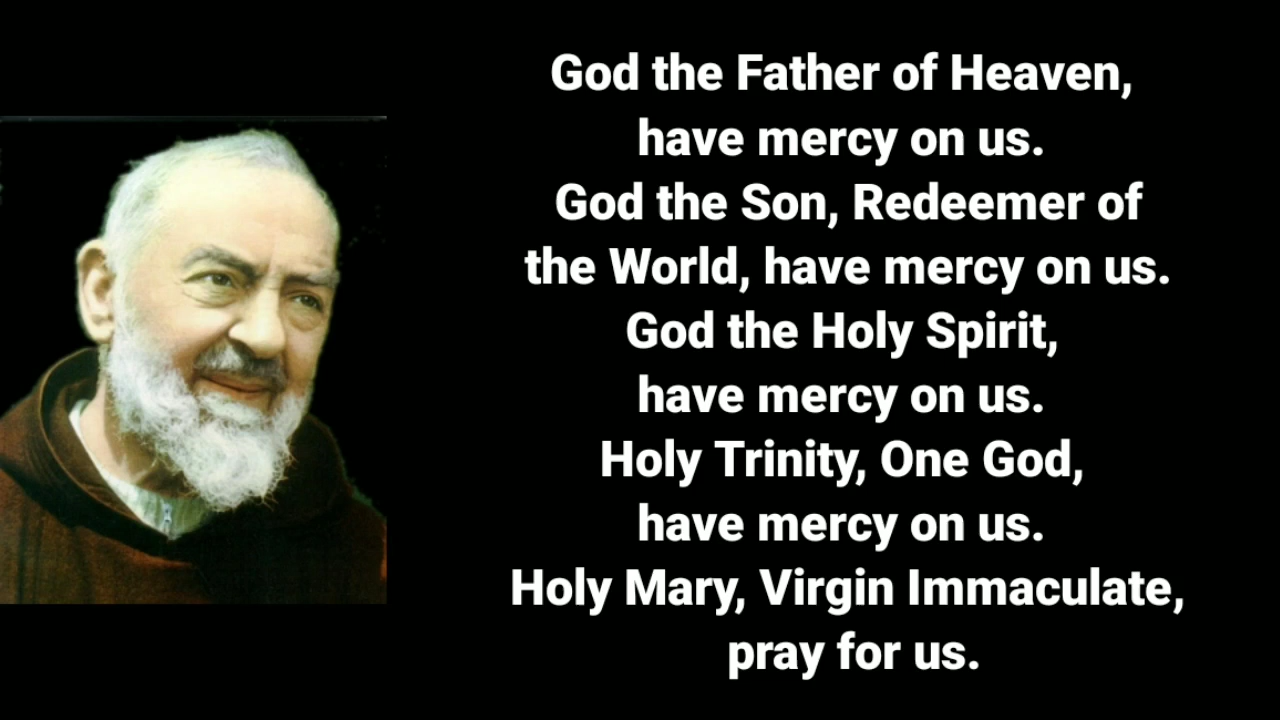 God the Father of Heaven,
have mercy on us.
God the Son, Redeemer of
the World, have mercy on us.
God the Holy Spirit,
have mercy on us.
Holy Trinity, One God,
have mercy on us.
Holy Mary, Virgin Immaculate,
pray for us.